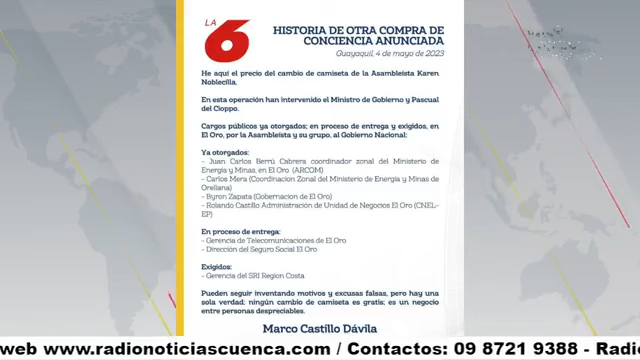 LA
6
HISTORIA DE OTRA COMPRA DE
CONCIENCIA ANUNCIADA
Guayaquil, 4 de mayo de 2023
He aquí el precio del cambio de camiseta de la Asambleísta Karen
Noblecilla.
En esta operación han intervenido el Ministro de Gobierno y Pascual
del Cioppo.
Cargos públicos ya otorgados; en proceso de entrega y exigidos, en
El Oro, por la Asambleísta y su grupo, al Gobierno Nacional:
Ya otorgados:
- Juan Carlos Berrú Cabrera coordinador zonal del Ministerio de
Energía y Minas, en El Oro (ARCOM)
- Carlos Mera (Coordinacion Zonal del Ministerio de Energía y Minas de
Orellana)
- Byron Zapata (Gobernacion de El Oro)
- Rolando Castillo Administración de Unidad de Negocios El Oro (CNEL-
EP)
En proceso de entrega:
- Gerencia de Telecomunicaciones de El Oro
- Dirección del Seguro Social El Oro
Exigidos:
- Gerencia del SRI Region Costa
Pueden seguir inventando motivos y excusas falsas, pero hay una
sola verdad: ningún cambio de camiseta es gratis; es un negocio
entre personas despreciables.
Marco Castillo Dávila
web www.radionoticiascuenca.com / Contactos: 09 8721 9388 - Radio